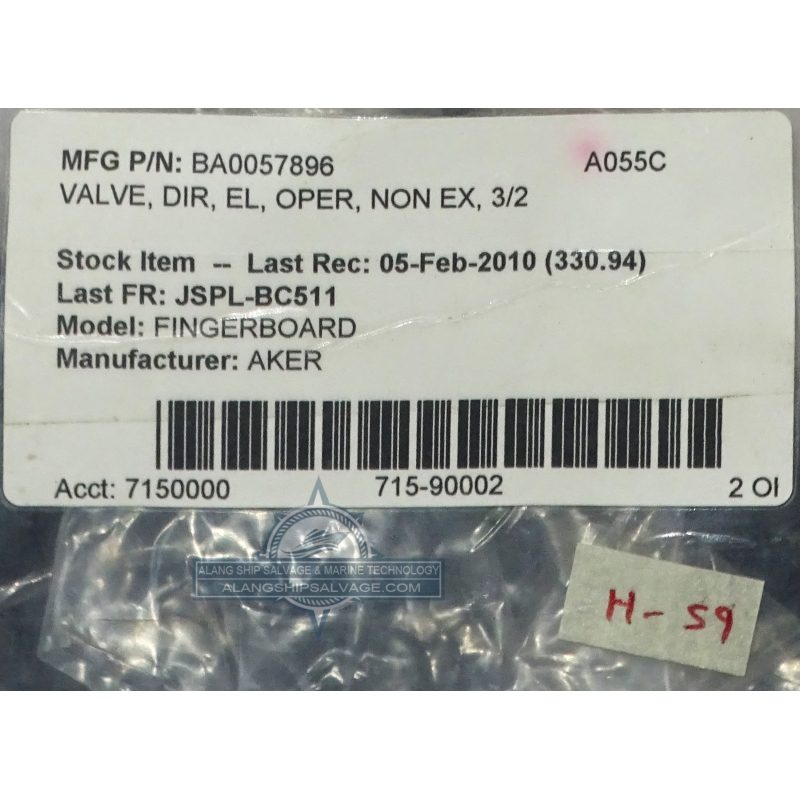 MFG P/N: BA0057896 A055C
VALVE, DIR, EL, OPER, NON EX, 3/2
Stock Item -- Last Rec: 05-Feb-2010 (330.94)
Last FR: JSPL-BC511
Model: FINGERBOARD
Manufacturer: AKER
Acct: 7150000 715-90002 2 OI
ALANG SHIP SALVAGE & MARINE TECHNOLOGY
ALANGSHIPSALVAGE.COM
H-59